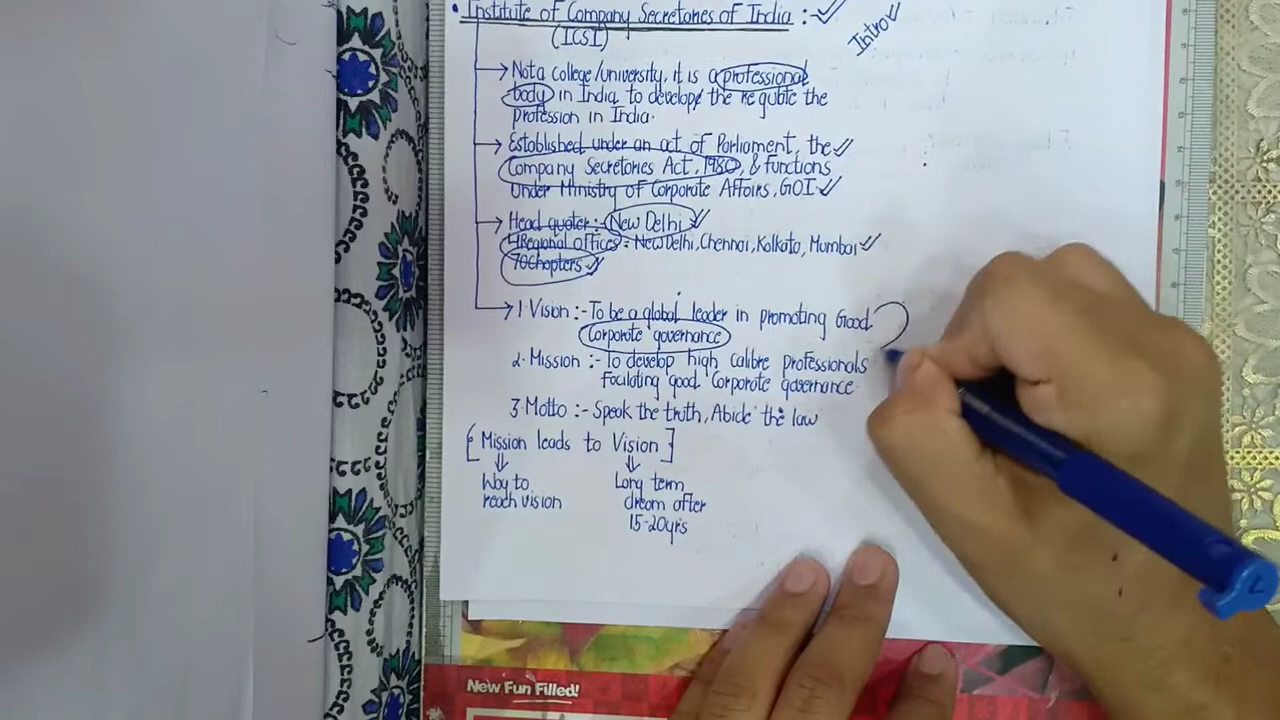 • Institute of Company Secretories of India :-
Intro
(ICSI)
Not a college/university, it is a professional
body in India to develop the regulate the
profession in India.
Established under an act of Parliament, the
Company Secretories Act, 1980, & functions
under Ministry of Corporate Affairs, GOI.
Head quoter :- New Delhi
4 Regional offices :- New Delhi, Chennai, Kolkata, Mumbai
70 Chapters
1. Vision :- To be a global leader in promoting Good
Corporate governance
2. Mission :- To develop high calibre professionals
Facilating good Corporate governance.
3. Motto :- Speak the truth, Abide the law
[Mission leads to Vision]
Way to
reach vision
Long term
dream after
15-20yrs
New Fun Filled!